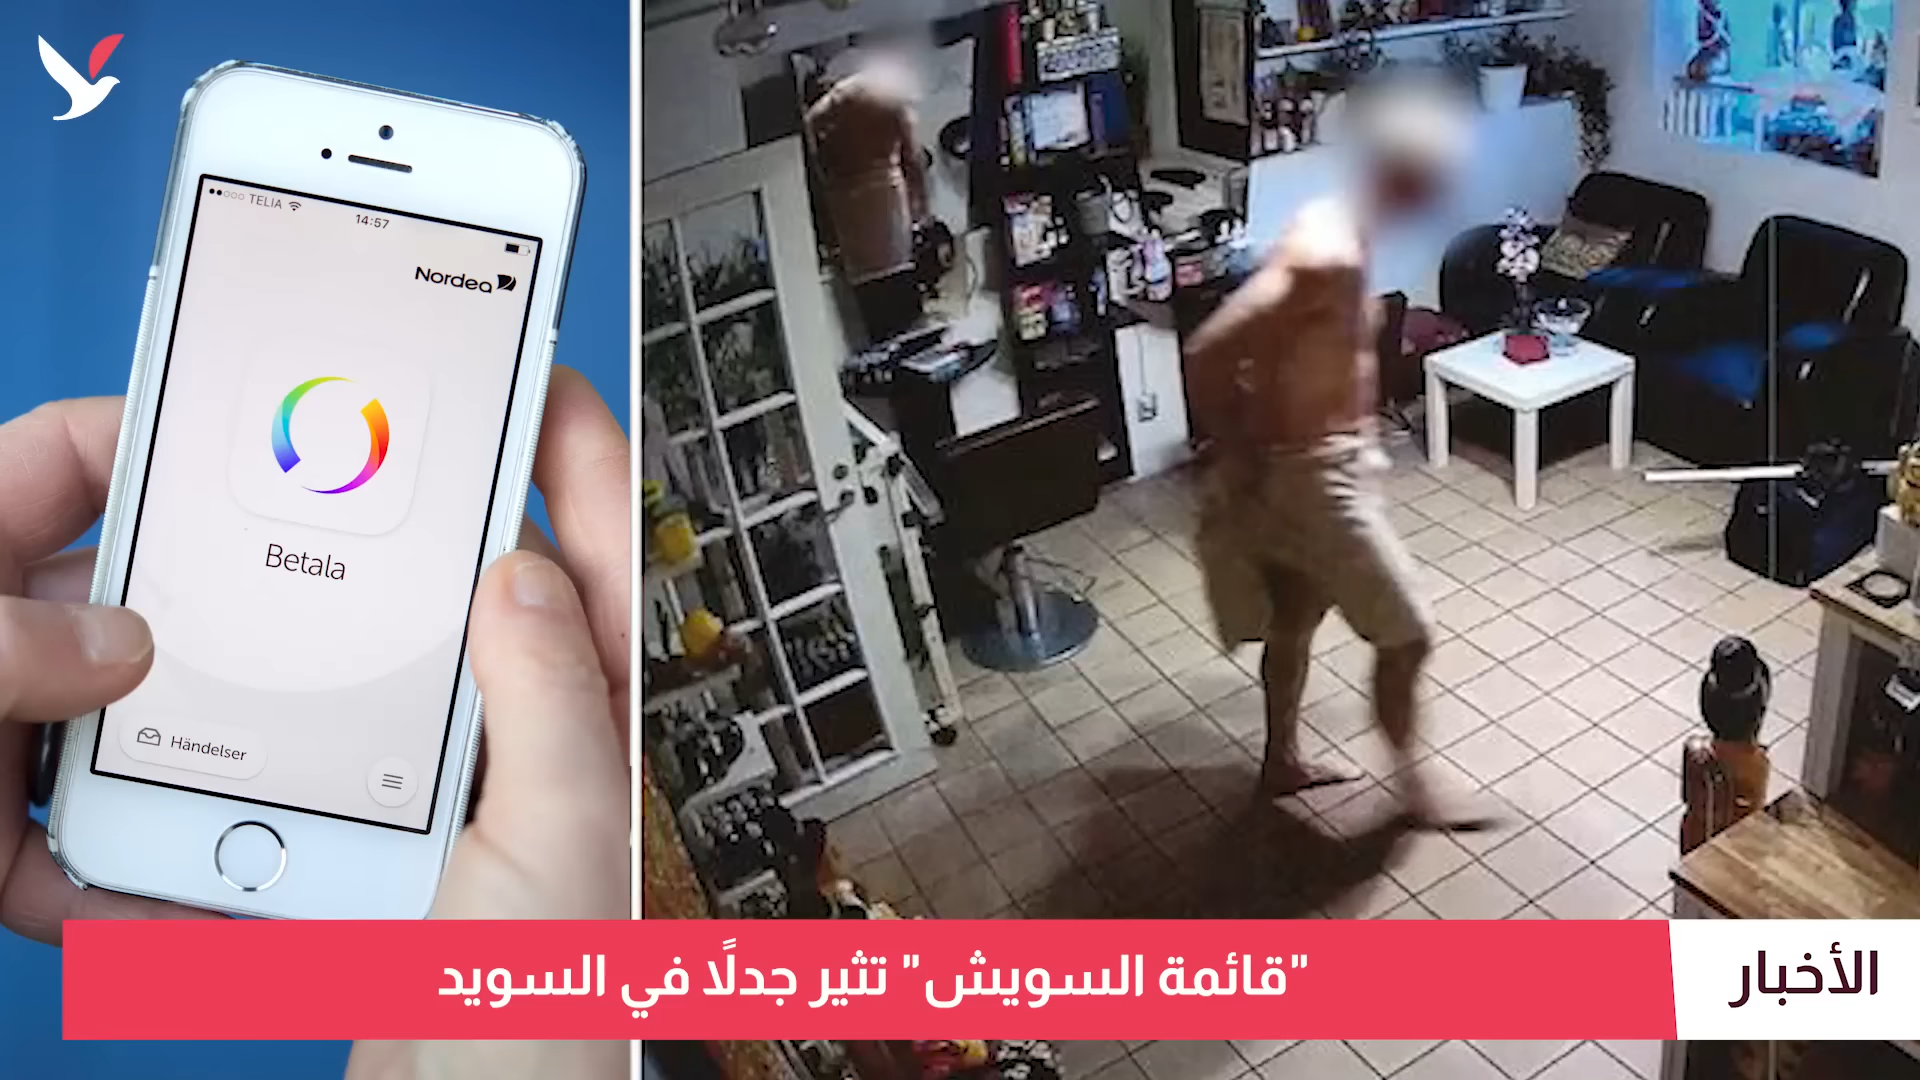 TELIA
14:57
Nordea
Betala
Händelser
"قائمة السويش" تثير جدلًا في السويد
الأخبار